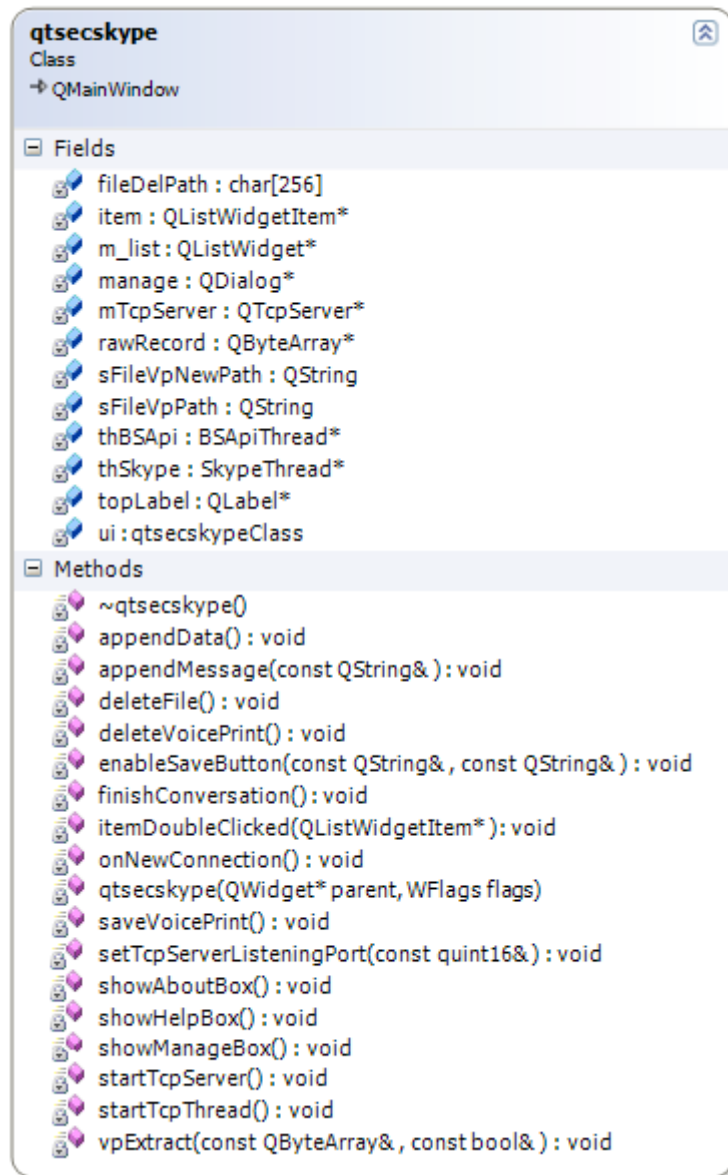 qtsecskype
Class
QMainWindow
Fields
fileDelPath : char[256]
item : QListWidgetItem*
m_list : QListWidget*
manage : QDialog*
mTcpServer : QTcpServer*
rawRecord : QByteArray*
sFileVpNewPath : QString
sFileVpPath : QString
thBSApi : BSApiThread*
thSkype : SkypeThread*
topLabel : QLabel*
ui : qtsecskypeClass
Methods
~qtsecskype()
appendData() : void
appendMessage(const QString& ) : void
deleteFile() : void
deleteVoicePrint() : void
enableSaveButton(const QString& , const QString& ) : void
finishConversation() : void
itemDoubleClicked(QListWidgetItem* ) : void
onNewConnection() : void
qtsecskype(QWidget* parent, WFlags flags)
saveVoicePrint() : void
setTcpServerListeningPort(const quint16& ) : void
showAboutBox() : void
showHelpBox() : void
showManageBox() : void
startTcpServer() : void
startTcpThread() : void
vpExtract(const QByteArray& , const bool& ) : void